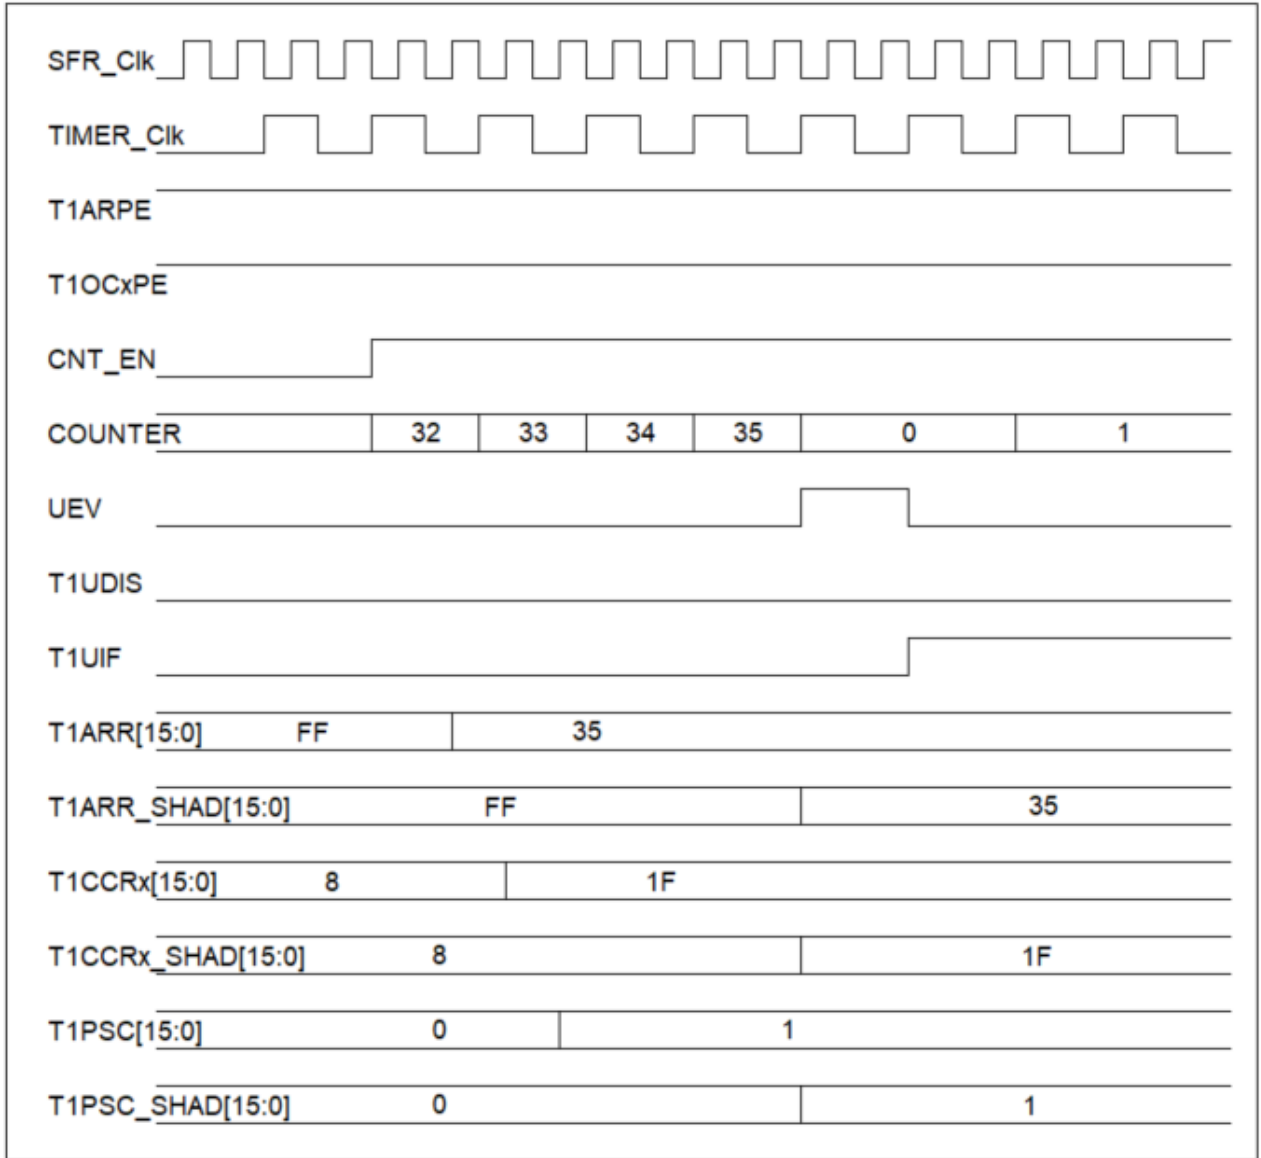 SFR_Clk
TIMER_Clk
T1ARPE
T1OCxPE
CNT_EN
COUNTER 32 33 34 35 0 1
UEV
T1UDIS
T1UIF
T1ARR[15:0] FF 35
T1ARR_SHAD[15:0] FF 35
T1CCRx[15:0] 8 1F
T1CCRx_SHAD[15:0] 8 1F
T1PSC[15:0] 0 1
T1PSC_SHAD[15:0] 0 1